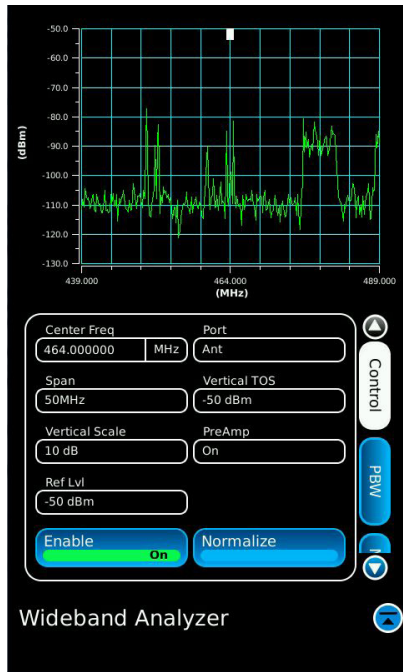 -50.0
-60.0
-70.0
-80.0
(dBm)
-90.0
-100.0
-110.0
-120.0
-130.0
439.000 464.000 489.000
(MHz)
Center Freq Port
464.000000 MHz Ant
Span Vertical TOS
50MHz -50 dBm
Vertical Scale PreAmp
10 dB On
Ref Lvl
-50 dBm
Enable Normalize
On
Control
PBW
Wideband Analyzer